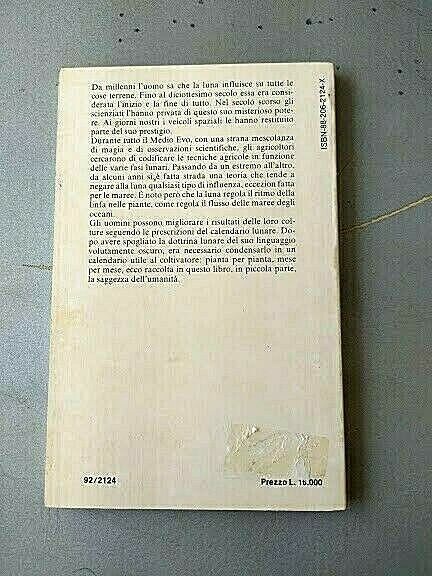 Da millenni l'uomo sa che la luna influisce su tutte le
cose terrene. Fino al diciottesimo secolo essa era consi-
derata l'inizio e la fine di tutto. Nel secolo scorso gli
scienziati l'hanno privata di questo suo misterioso pote-
re. Ai giorni nostri i veicoli spaziali le hanno restituito
parte del suo prestigio.
Durante tutto il Medio Evo, con una strana mescolanza
di magia e di osservazioni scientifiche, gli agricoltori
cercarono di codificare le tecniche agricole in funzione
delle varie fasi lunari. Passando da un estremo all'altro,
da alcuni anni si è fatta strada una teoria che tende a
negare alla luna qualsiasi tipo di influenza, eccezion fatta
per le maree. È noto però che la luna regola il ritmo della
linfa nelle piante, come regola il flusso delle maree degli
oceani.
Gli uomini possono migliorare i risultati delle loro col-
ture seguendo le prescrizioni del calendario lunare. Do-
po avere spogliato la dottrina lunare del suo linguaggio
volutamente oscuro, era necessario condensarlo in un
calendario utile al coltivatore: pianta per pianta, mese
per mese, ecco raccolta in questo libro, in piccola parte,
la saggezza dell'umanità.
ISBN-88-206-2124-X
92/2124
Prezzo L. 16.000